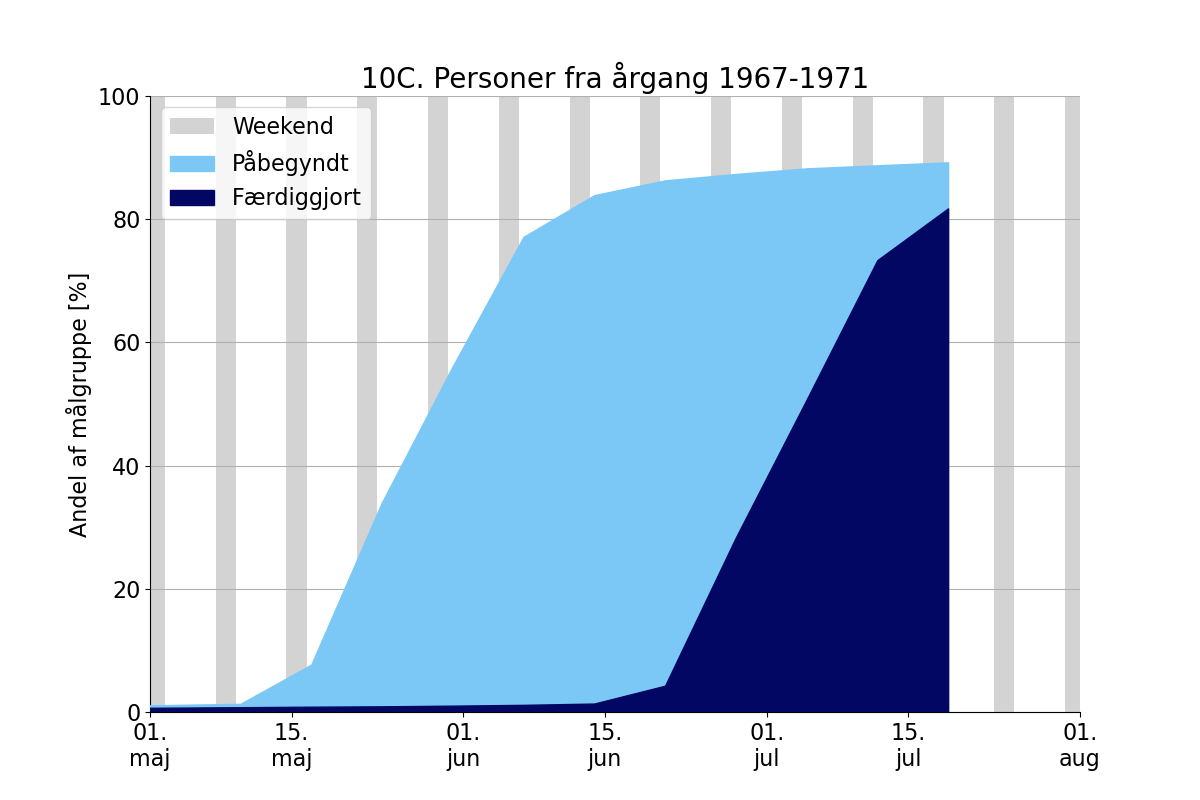 10C. Personer fra årgang 1967-1971
Andel af målgruppe [%]
100
80
60
40
20
0
Weekend
Påbegyndt
Færdiggjort
01. 15. 01. 15. 01. 15. 01.
maj maj jun jun jul jul aug